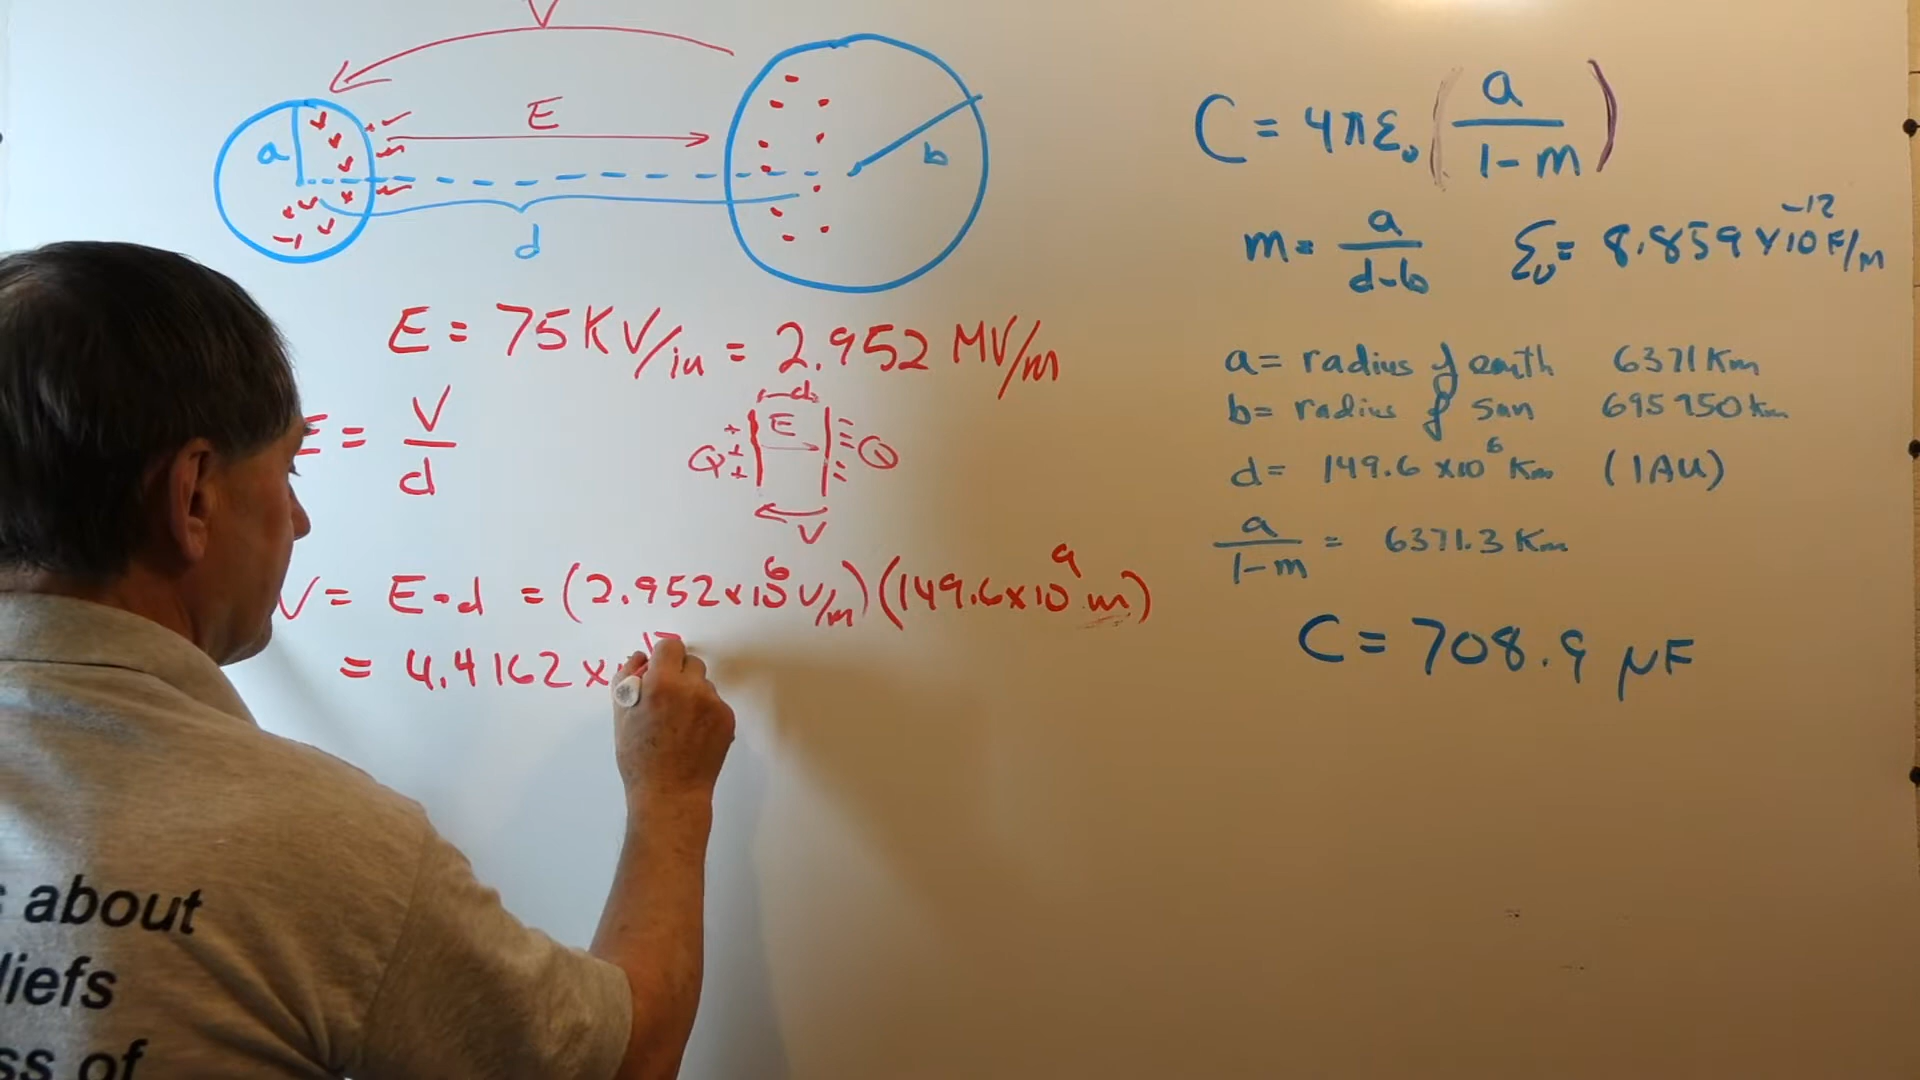 V
E
a
b
d
E = 75 KV/in = 2.952 MV/m
E = V/d
d
E
Q + + + Q
V
V = E·d = (2.952 x 10^6 V/m)(149.6 x 10^9 m)
= 4.4162 x
C = 4πε₀ (a/1-m)
m = a/d-b ε₀ = 8.859 x 10^-12 F/m
a = radius of earth 6371 Km
b = radius of sun 695 950 km
d = 149.6 x 10^6 Km (1AU)
a/1-m = 6371.3 Km
C = 708.9 μF
about
liefs
ss of